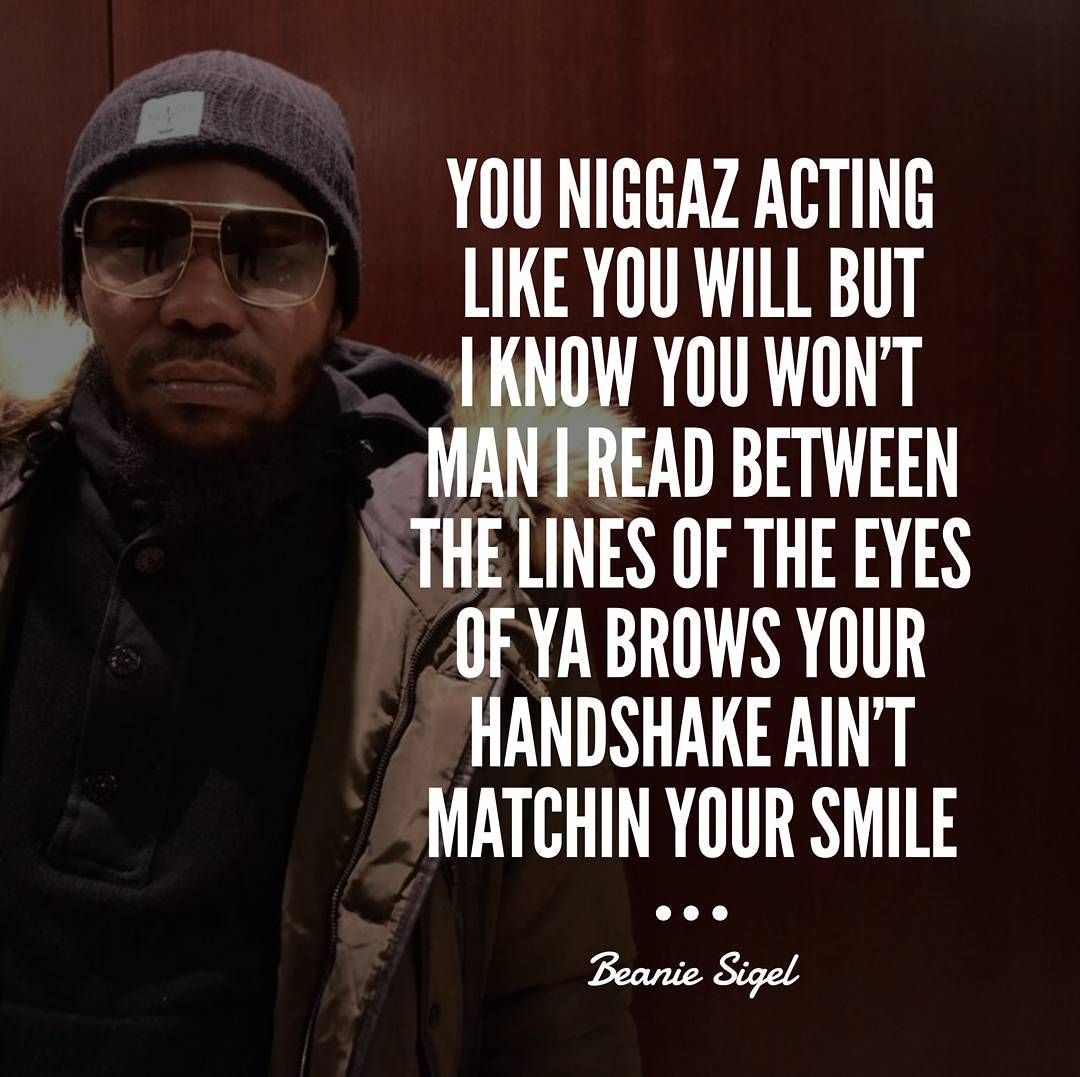 YOU NIGGAZ ACTING
LIKE YOU WILL BUT
I KNOW YOU WON'T
MAN I READ BETWEEN
THE LINES OF THE EYES
OF YA BROWS YOUR
HANDSHAKE AIN'T
MATCHIN YOUR SMILE
•••
Beanie Sigel